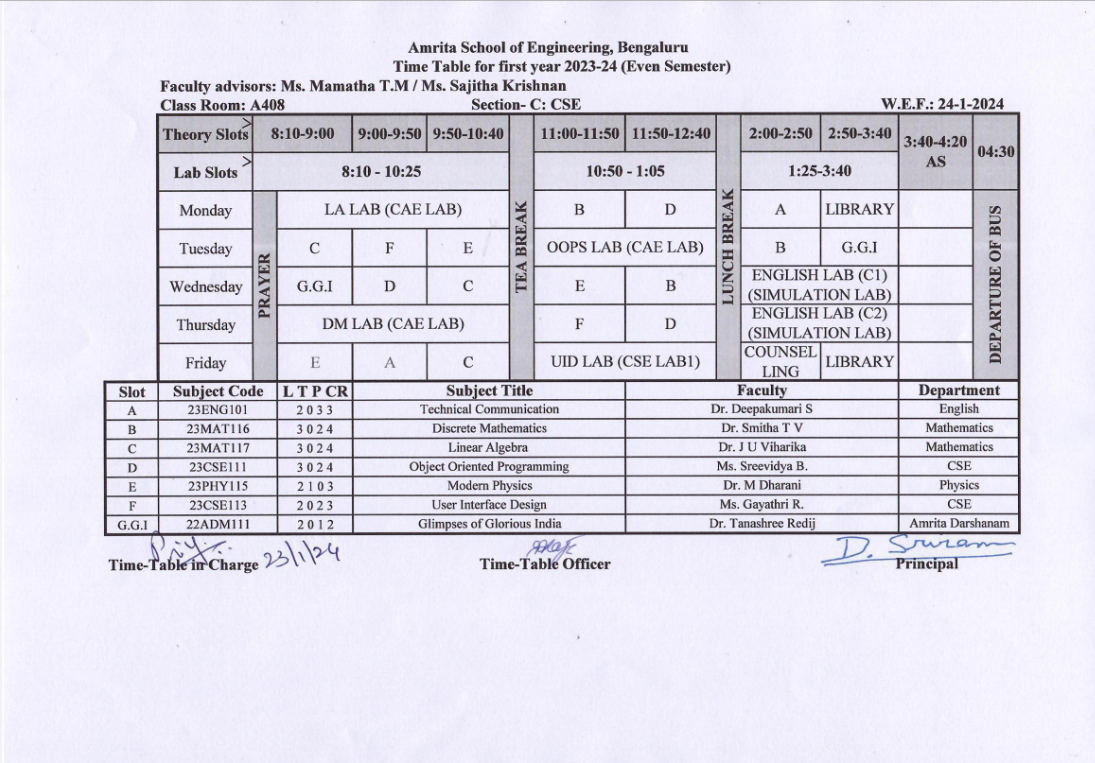 Amrita School of Engineering, Bengaluru
Time Table for first year 2023-24 (Even Semester)
Faculty advisors: Ms. Mamatha T.M / Ms. Sajitha Krishnan
Class Room: A408 Section- C: CSE W.E.F.: 24-1-2024
Theory Slots > 8:10-9:00 9:00-9:50 9:50-10:40 TEA BREAK 11:00-11:50 11:50-12:40 LUNCH BREAK 2:00-2:50 2:50-3:40 3:40-4:20 AS 04:30
Lab Slots > 8:10 - 10:25 10:50 - 1:05 1:25-3:40
PRAYER DEPARTURE OF BUS
Monday LA LAB (CAE LAB) B D A LIBRARY
Tuesday C F E OOPS LAB (CAE LAB) B G.G.I
Wednesday G.G.I D C E B ENGLISH LAB (C1) (SIMULATION LAB)
Thursday DM LAB (CAE LAB) F D ENGLISH LAB (C2) (SIMULATION LAB)
Friday E A C UID LAB (CSE LAB1) COUNSEL LING LIBRARY
Slot Subject Code L T P CR Subject Title Faculty Department
A 23ENG101 2 0 3 3 Technical Communication Dr. Deepakumari S English
B 23MAT116 3 0 2 4 Discrete Mathematics Dr. Smitha T V Mathematics
C 23MAT117 3 0 2 4 Linear Algebra Dr. J U Viharika Mathematics
D 23CSE111 3 0 2 4 Object Oriented Programming Ms. Sreevidya B. CSE
E 23PHY115 2 1 0 3 Modern Physics Dr. M Dharani Physics
F 23CSE113 2 0 2 3 User Interface Design Ms. Gayathri R. CSE
G.G.I 22ADM111 2 0 1 2 Glimpses of Glorious India Dr. Tanashree Redij Amrita Darshanam
23/1/24 D. Sriram
Time-Table in Charge Time-Table Officer Principal